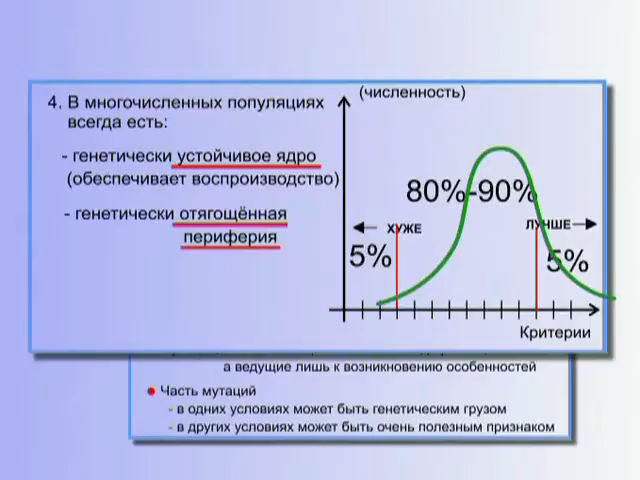 (численность)
4. В многочисленных популяциях
всегда есть:
- генетически устойчивое ядро
(обеспечивает воспроизводство)
- генетически отягощённая
периферия
80%-90%
ХУЖЕ
ЛУЧШЕ
5%
5%
Критерии
а ведущие лишь к возникновению особенностей
Часть мутаций
- в одних условиях может быть генетическим грузом
- в других условиях может быть очень полезным признаком